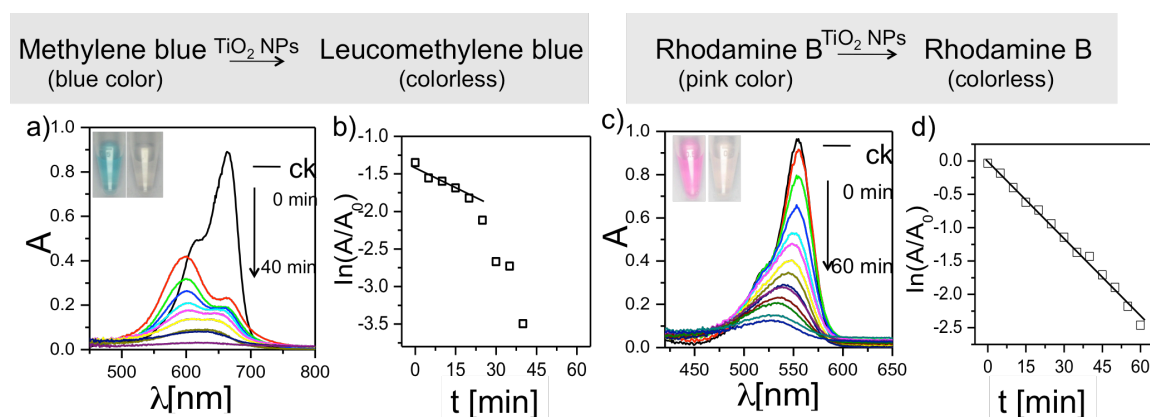 Methylene blue TiO2 NPs Leucomethylene blue
(blue color) (colorless)
Rhodamine B TiO2 NPs Rhodamine B
(pink color) (colorless)
a)
1.0
0.8
0.6
0.4
0.2
0.0
A
ck
0 min
40 min
500 600 700 800
λ[nm]
b)
-1.0
-1.5
-2.0
-2.5
-3.0
-3.5
ln(A/A0)
0 15 30 45 60
t [min]
c)
1.0
0.8
0.6
0.4
0.2
0.0
A
ck
0 min
60 min
450 500 550 600 650
λ[nm]
d)
0.0
-0.5
-1.0
-1.5
-2.0
-2.5
ln(A/A0)
0 15 30 45 60
t [min]